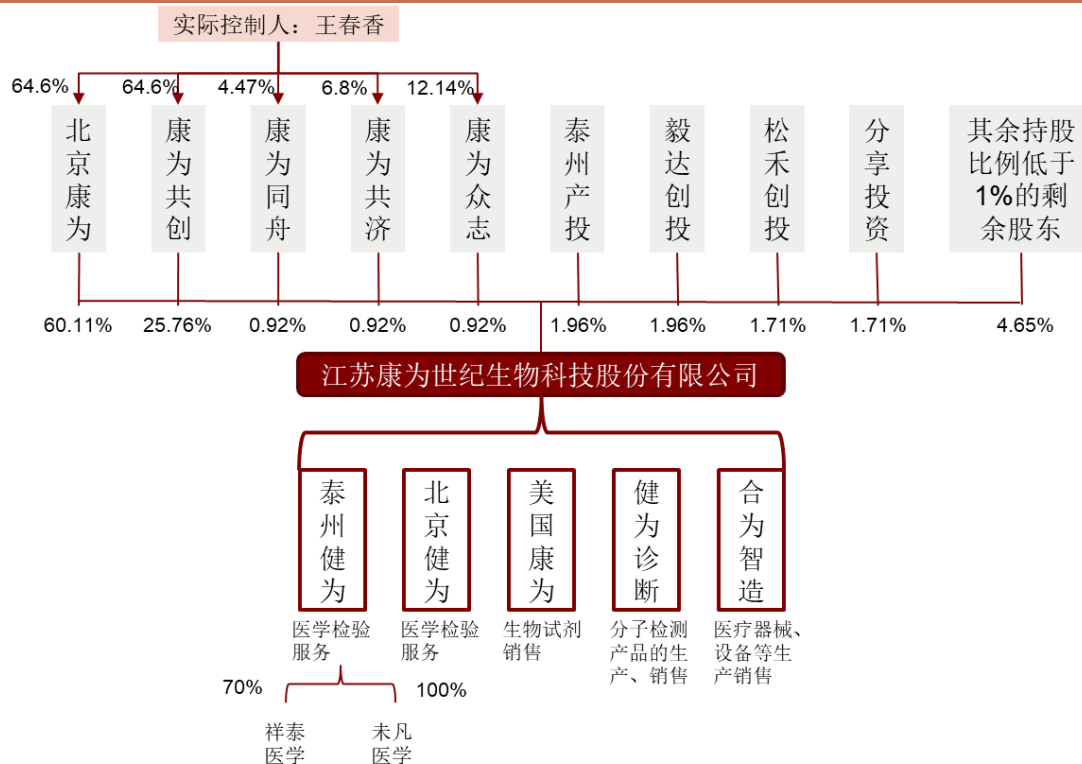 实际控制人：王春香
64.6%
64.6%
4.47%
6.8%
12.14%
北京康为
康为共创
康为同舟
康为共济
康为众志
泰州产投
毅达创投
松禾创投
分享投资
其余持股
比例低于
1%的剩
余股东
60.11%
25.76%
0.92%
0.92%
0.92%
1.96%
1.96%
1.71%
1.71%
4.65%
江苏康为世纪生物科技股份有限公司
泰州健为
北京健为
美国康为
健为诊断
合为智造
医学检验
服务
医学检验
服务
生物试剂
销售
分子检测
产品的生
产、销售
医疗器械、
设备等生
产销售
70%
100%
祥泰
医学
未凡
医学